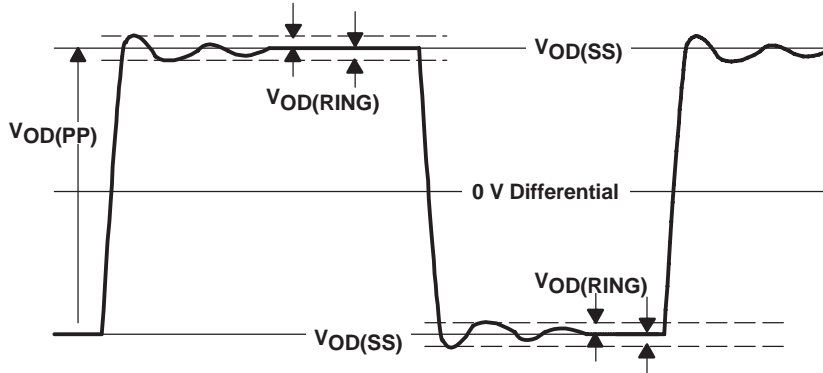 VOD(SS)
VOD(RING)
VOD(PP)
0 V Differential
VOD(RING)
VOD(SS)